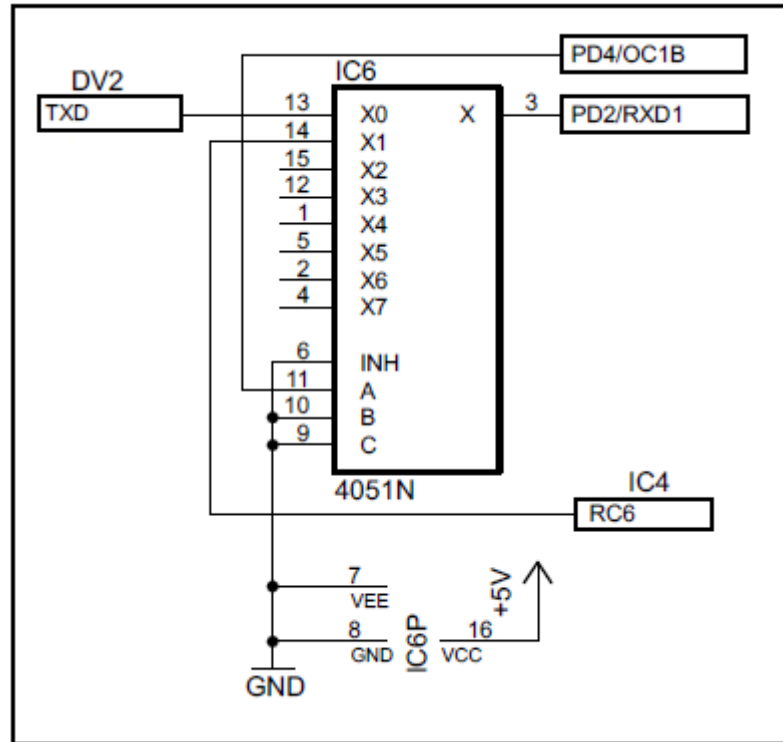 PD4/OC1B
DV2
IC6
TXD
13 X0 X 3 PD2/RXD1
14 X1
15 X2
12 X3
1 X4
5 X5
2 X6
4 X7
6 INH
11 A
10 B
9 C
4051N
IC4
RC6
7
VEE
+5V
8 IC6P 16
GND VCC
GND